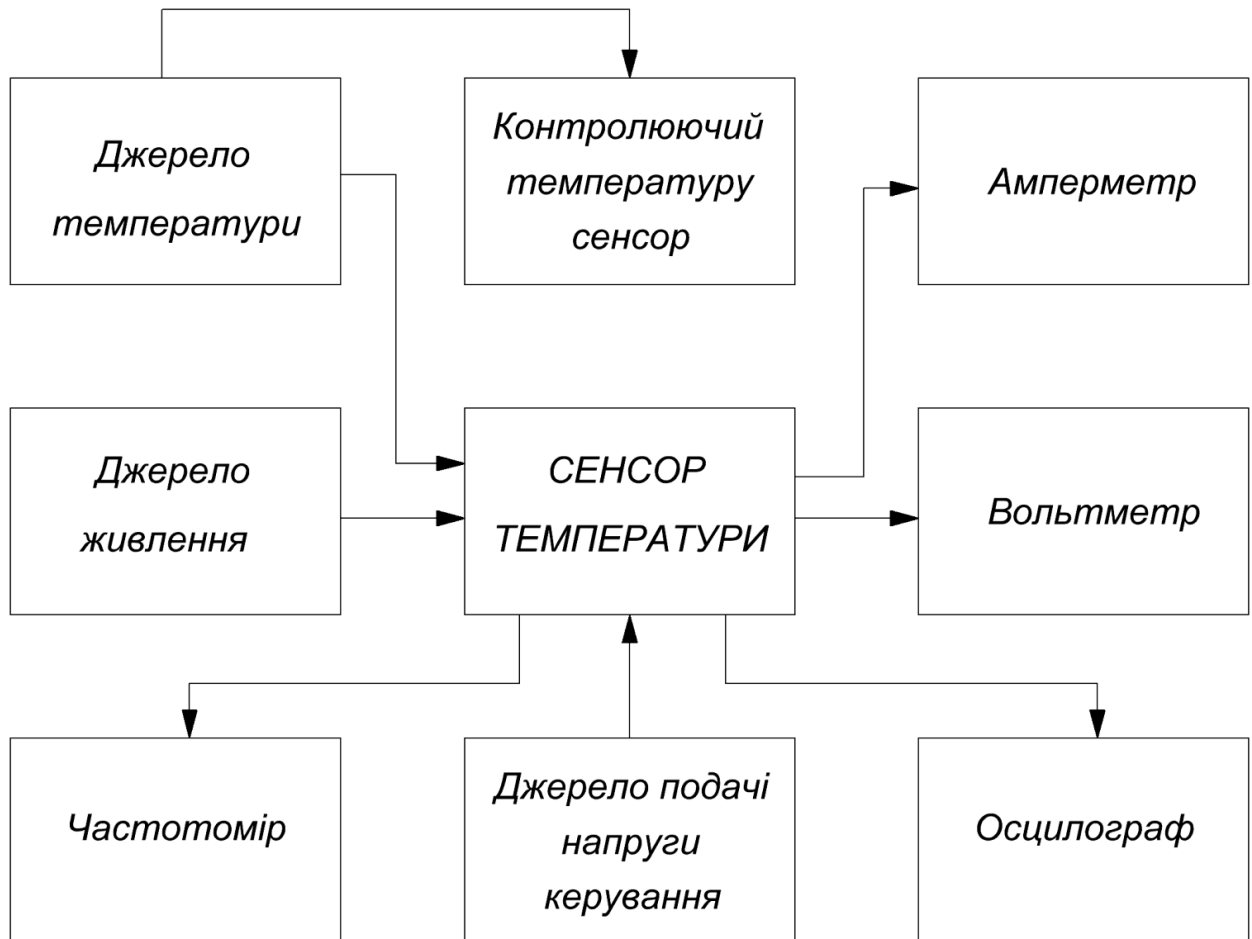 Джерело
температури
Контролюючий
температуру
сенсор
Амперметр
Джерело
живлення
СЕНСОР
ТЕМПЕРАТУРИ
Вольтметр
Частотомір
Джерело подачі
напруги
керування
Осцилограф